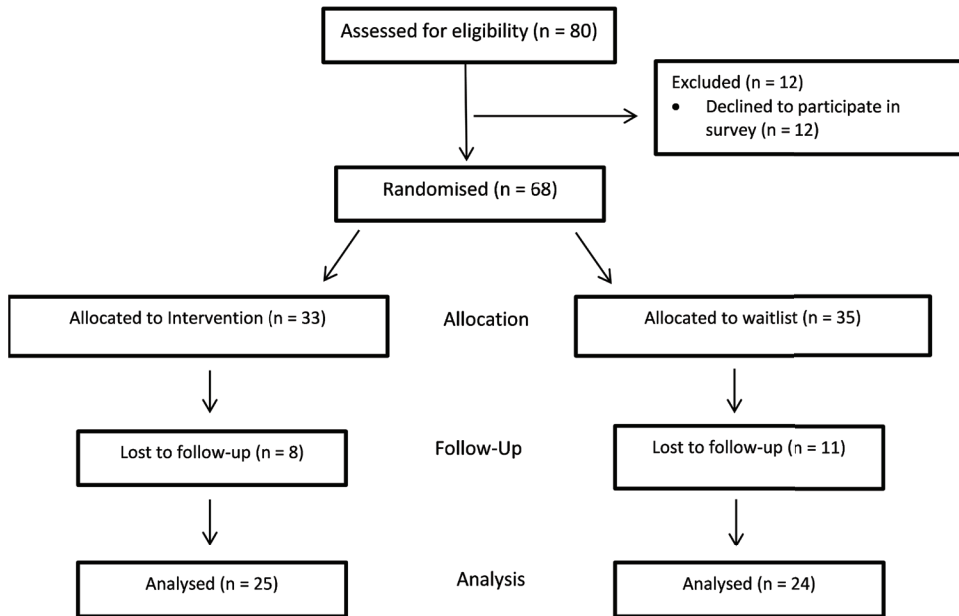 Assessed for eligibility (n = 80)
Excluded (n = 12)
• Declined to participate in
survey (n = 12)
Randomised (n = 68)
Allocated to Intervention (n = 33)
Allocation
Allocated to waitlist (n = 35)
Lost to follow-up (n = 8)
Follow-Up
Lost to follow-up (n = 11)
Analysed (n = 25)
Analysis
Analysed (n = 24)